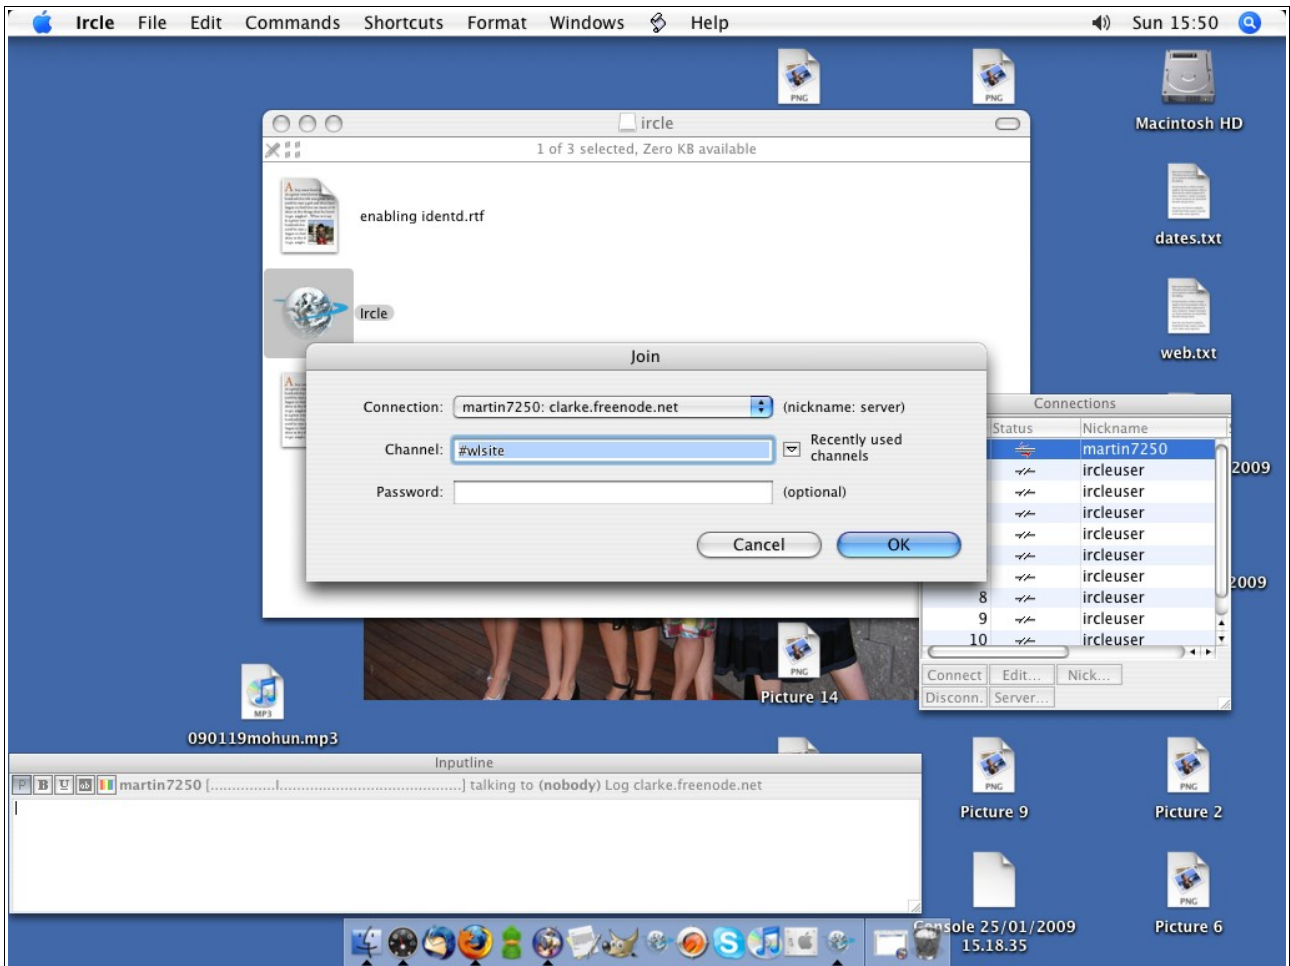 Ircle File Edit Commands Shortcuts Format Windows Help Sun 15:50
PNG
PNG
Macintosh HD
ircle
1 of 3 selected, Zero KB available
enabling identd.rtf
dates.txt
Ircle
web.txt
Join
Connection: martin7250: clarke.freenode.net (nickname: server)
Channel: #wlsite Recently used channels
Password: (optional)
Cancel OK
Connections
Status Nickname
martin7250
ircleuser
ircleuser
ircleuser
ircleuser
ircleuser
ircleuser
8 ircleuser
9 ircleuser
10 ircleuser
Connect Edit... Nick...
Disconn. Server...
2009
2009
PNG
Picture 14
MP3
090119mohun.mp3
Inputline
P B U martin7250 [...............I.........................................] talking to (nobody) Log clarke.freenode.net
PNG
Picture 9
PNG
Picture 2
Console 25/01/2009
15.18.35
PNG
Picture 6